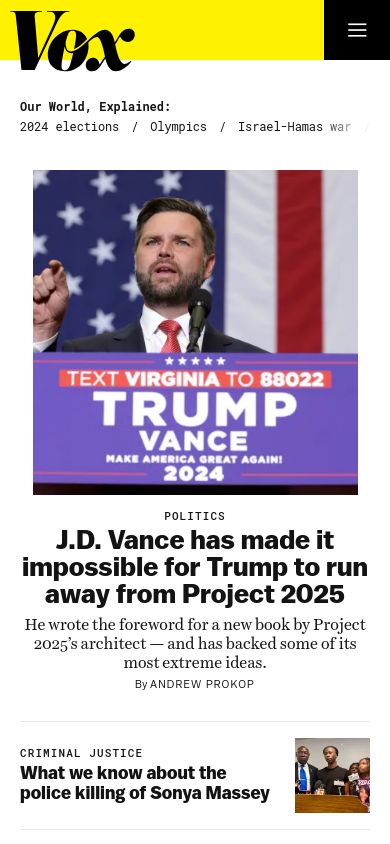 Vox
Our World, Explained:
2024 elections / Olympics / Israel-Hamas war /
TEXT VIRGINIA TO 88022
TRUMP
VANCE
MAKE AMERICA GREAT AGAIN!
2024
POLITICS
J.D. Vance has made it
impossible for Trump to run
away from Project 2025
He wrote the foreword for a new book by Project
2025’s architect — and has backed some of its
most extreme ideas.
By ANDREW PROKOP
CRIMINAL JUSTICE
What we know about the
police killing of Sonya Massey